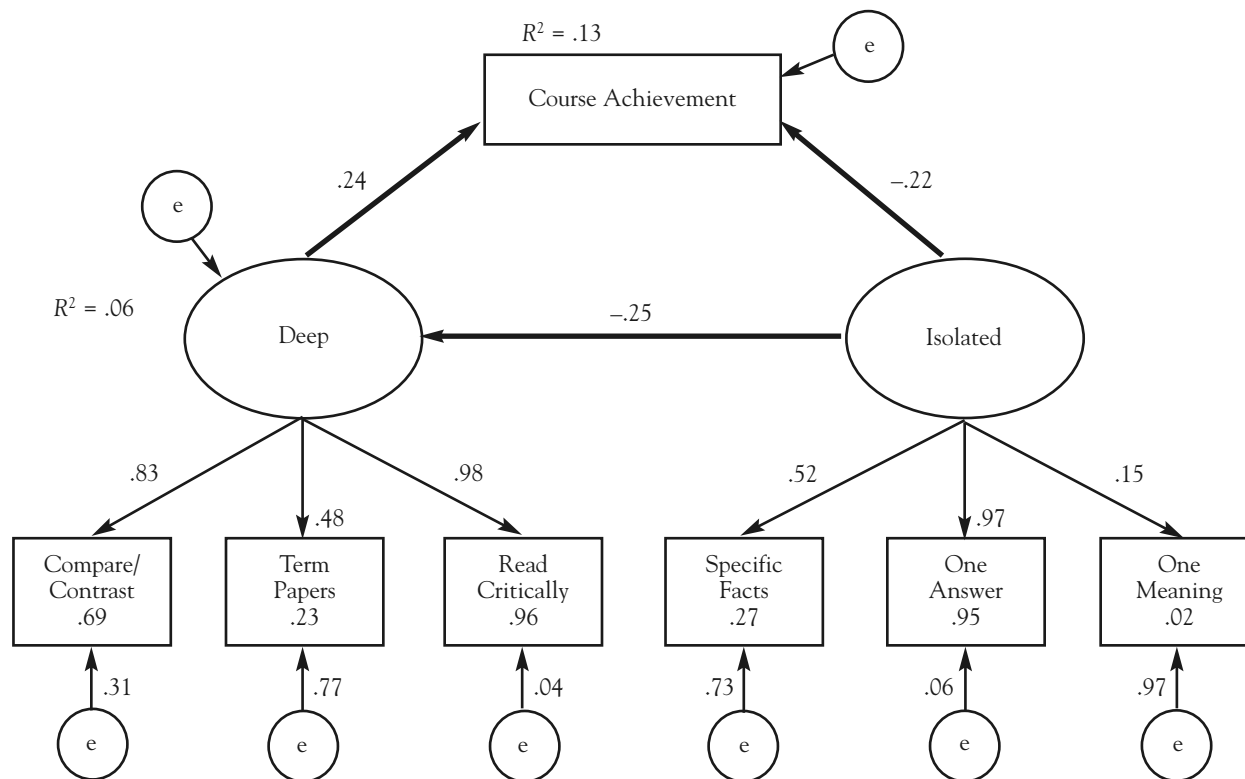 R² = .13
e
Course Achievement
.24
–.22
e
R² = .06
Deep
–.25
Isolated
.83
.48
.98
.52
.97
.15
Compare/
Contrast
.69
Term
Papers
.23
Read
Critically
.96
Specific
Facts
.27
One
Answer
.95
One
Meaning
.02
.31
.77
.04
.73
.06
.97
e
e
e
e
e
e